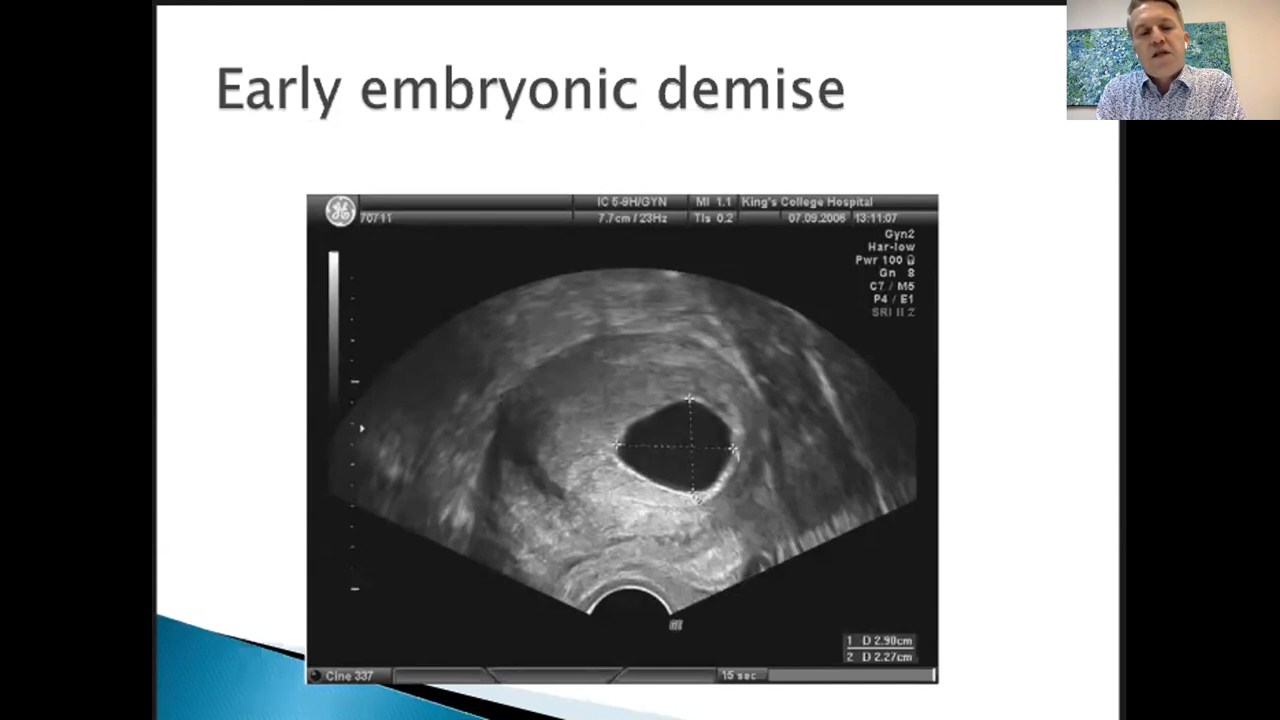 Early embryonic demise
IC 5-9H/GYN MI 1.1 King's College Hospital
70711 7.7cm / 23Hz TIs 0.2 07.09.2006 13:11:07
Gyn2
Har-low
Pwr 100
Gn 8
C7 / M5
P4 / E1
SRI II 2
1 D 2.90cm
2 D 2.27cm
Cine 337 15 sec